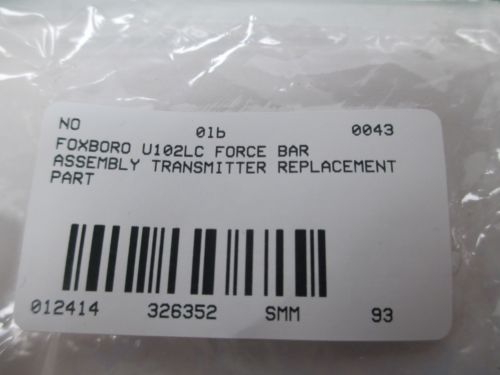 NO 01b 0043
FOXBORO U102LC FORCE BAR
ASSEMBLY TRANSMITTER REPLACEMENT
PART
012414 326352 SMM 93